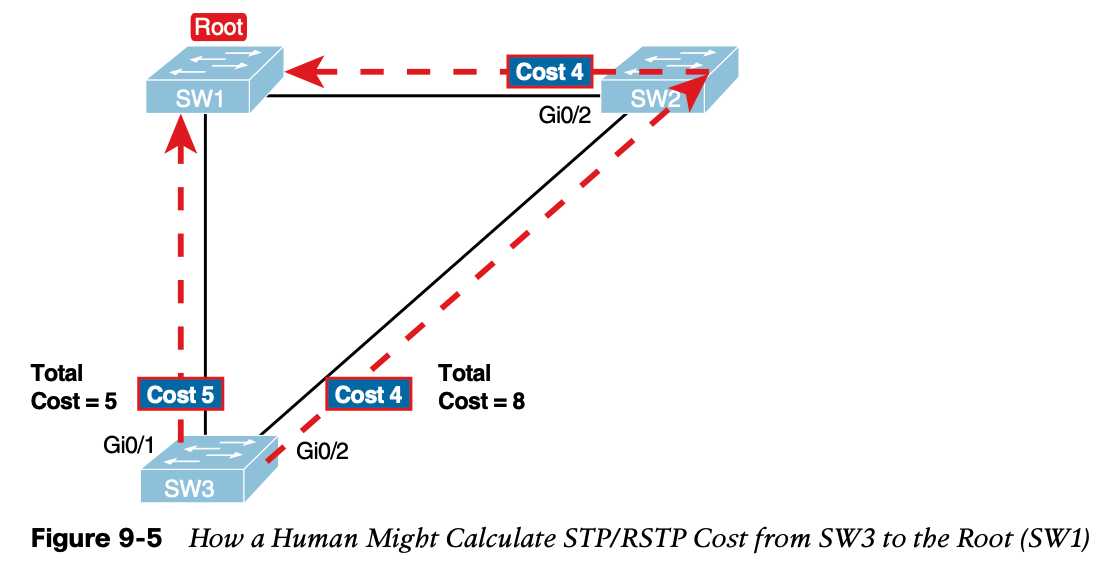 Root
Cost 4
SW1
SW2
Gi0/2
Total
Cost = 5
Cost 5
Cost 4
Total
Cost = 8
Gi0/1
Gi0/2
SW3
Figure 9-5 How a Human Might Calculate STP/RSTP Cost from SW3 to the Root (SW1)